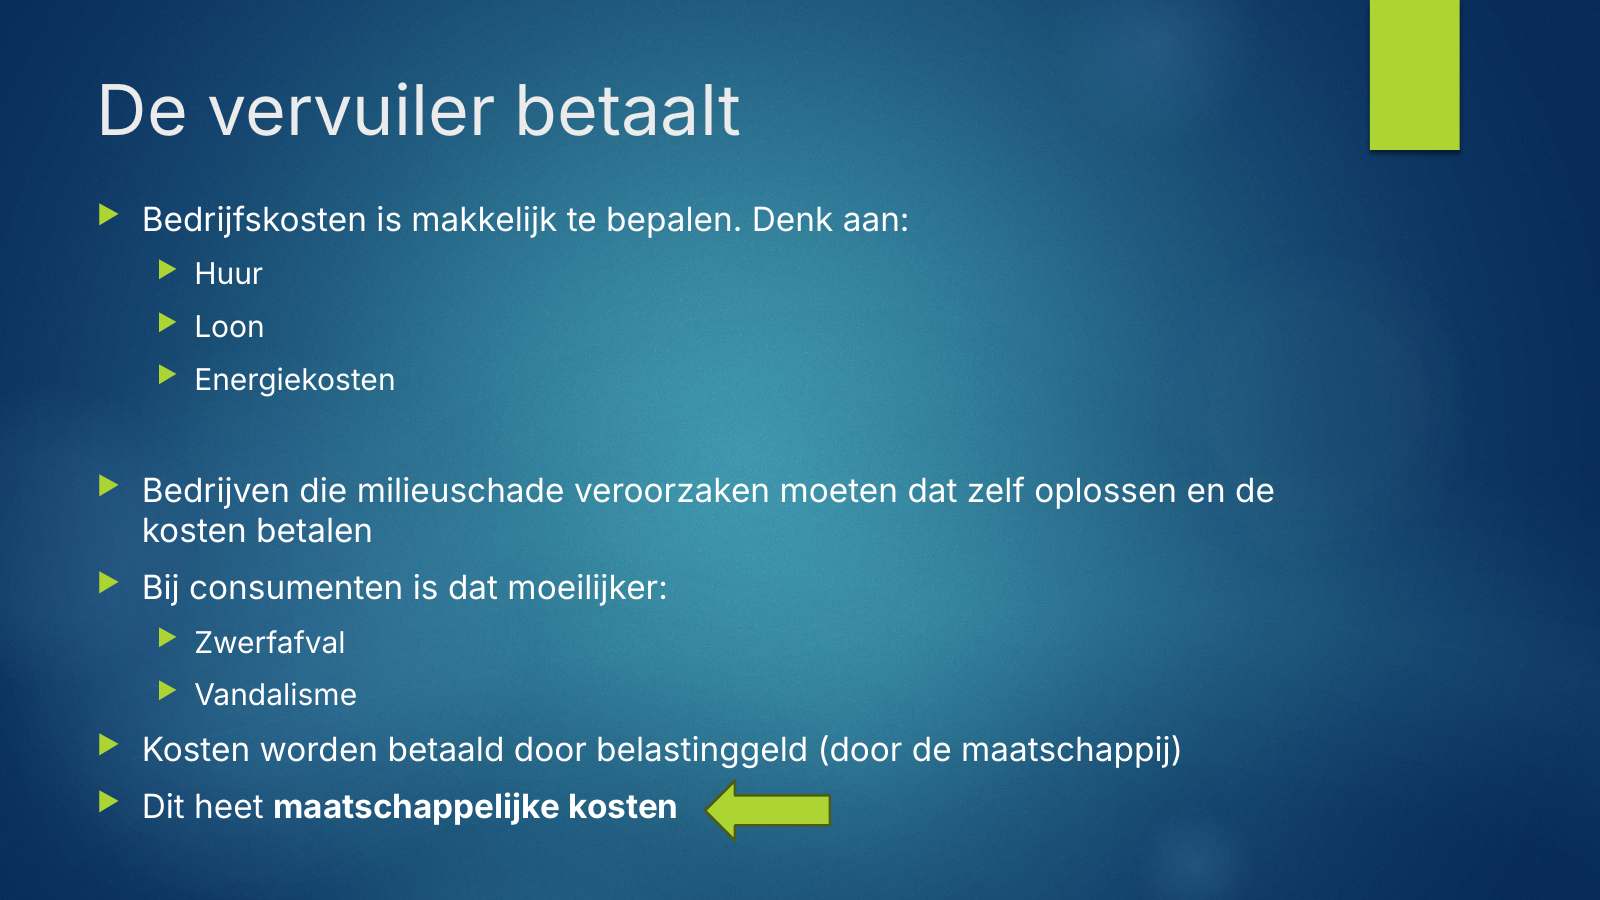 De vervuiler betaalt
Bedrijfskosten is makkelijk te bepalen. Denk aan:
Huur
Loon
Energiekosten
Bedrijven die milieuschade veroorzaken moeten dat zelf oplossen en de
kosten betalen
Bij consumenten is dat moeilijker:
Zwerfafval
Vandalisme
Kosten worden betaald door belastinggeld (door de maatschappij)
Dit heet maatschappelijke kosten